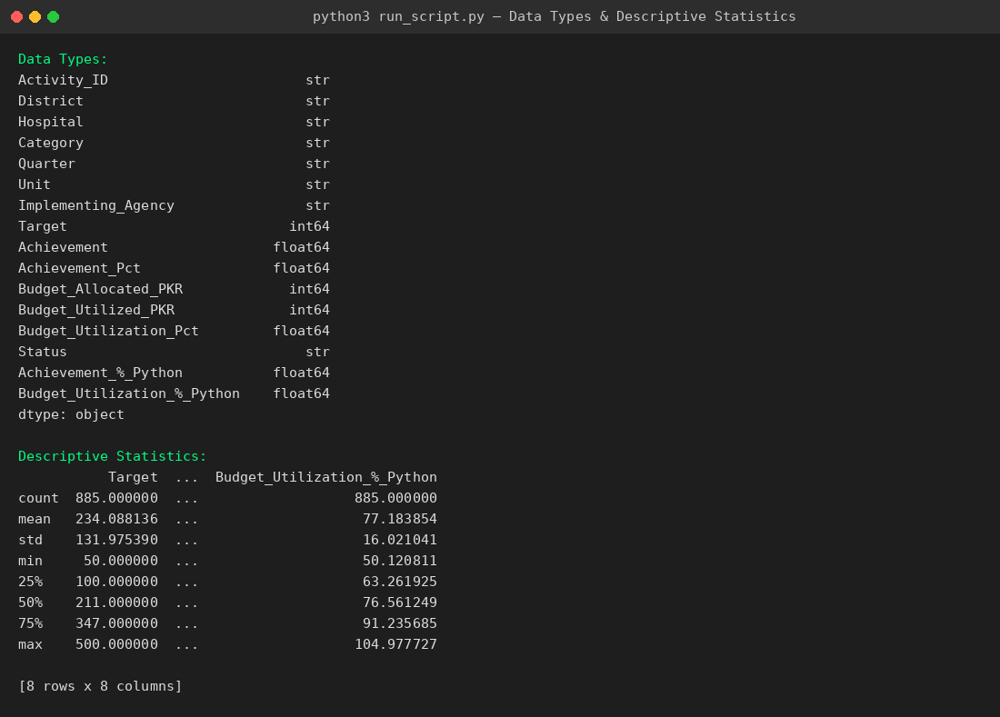 python3 run_script.py — Data Types & Descriptive Statistics
Data Types:
Activity_ID                        str
District                           str
Hospital                           str
Category                           str
Quarter                            str
Unit                               str
Implementing_Agency                str
Target                           int64
Achievement                    float64
Achievement_Pct                float64
Budget_Allocated_PKR             int64
Budget_Utilized_PKR              int64
Budget_Utilization_Pct         float64
Status                             str
Achievement_%_Python           float64
Budget_Utilization_%_Python    float64
dtype: object
Descriptive Statistics:
           Target  ...  Budget_Utilization_%_Python
count  885.000000  ...                   885.000000
mean   234.088136  ...                    77.183854
std    131.975390  ...                    16.021041
min     50.000000  ...                    50.120811
25%    100.000000  ...                    63.261925
50%    211.000000  ...                    76.561249
75%    347.000000  ...                    91.235685
max    500.000000  ...                   104.977727
[8 rows x 8 columns]